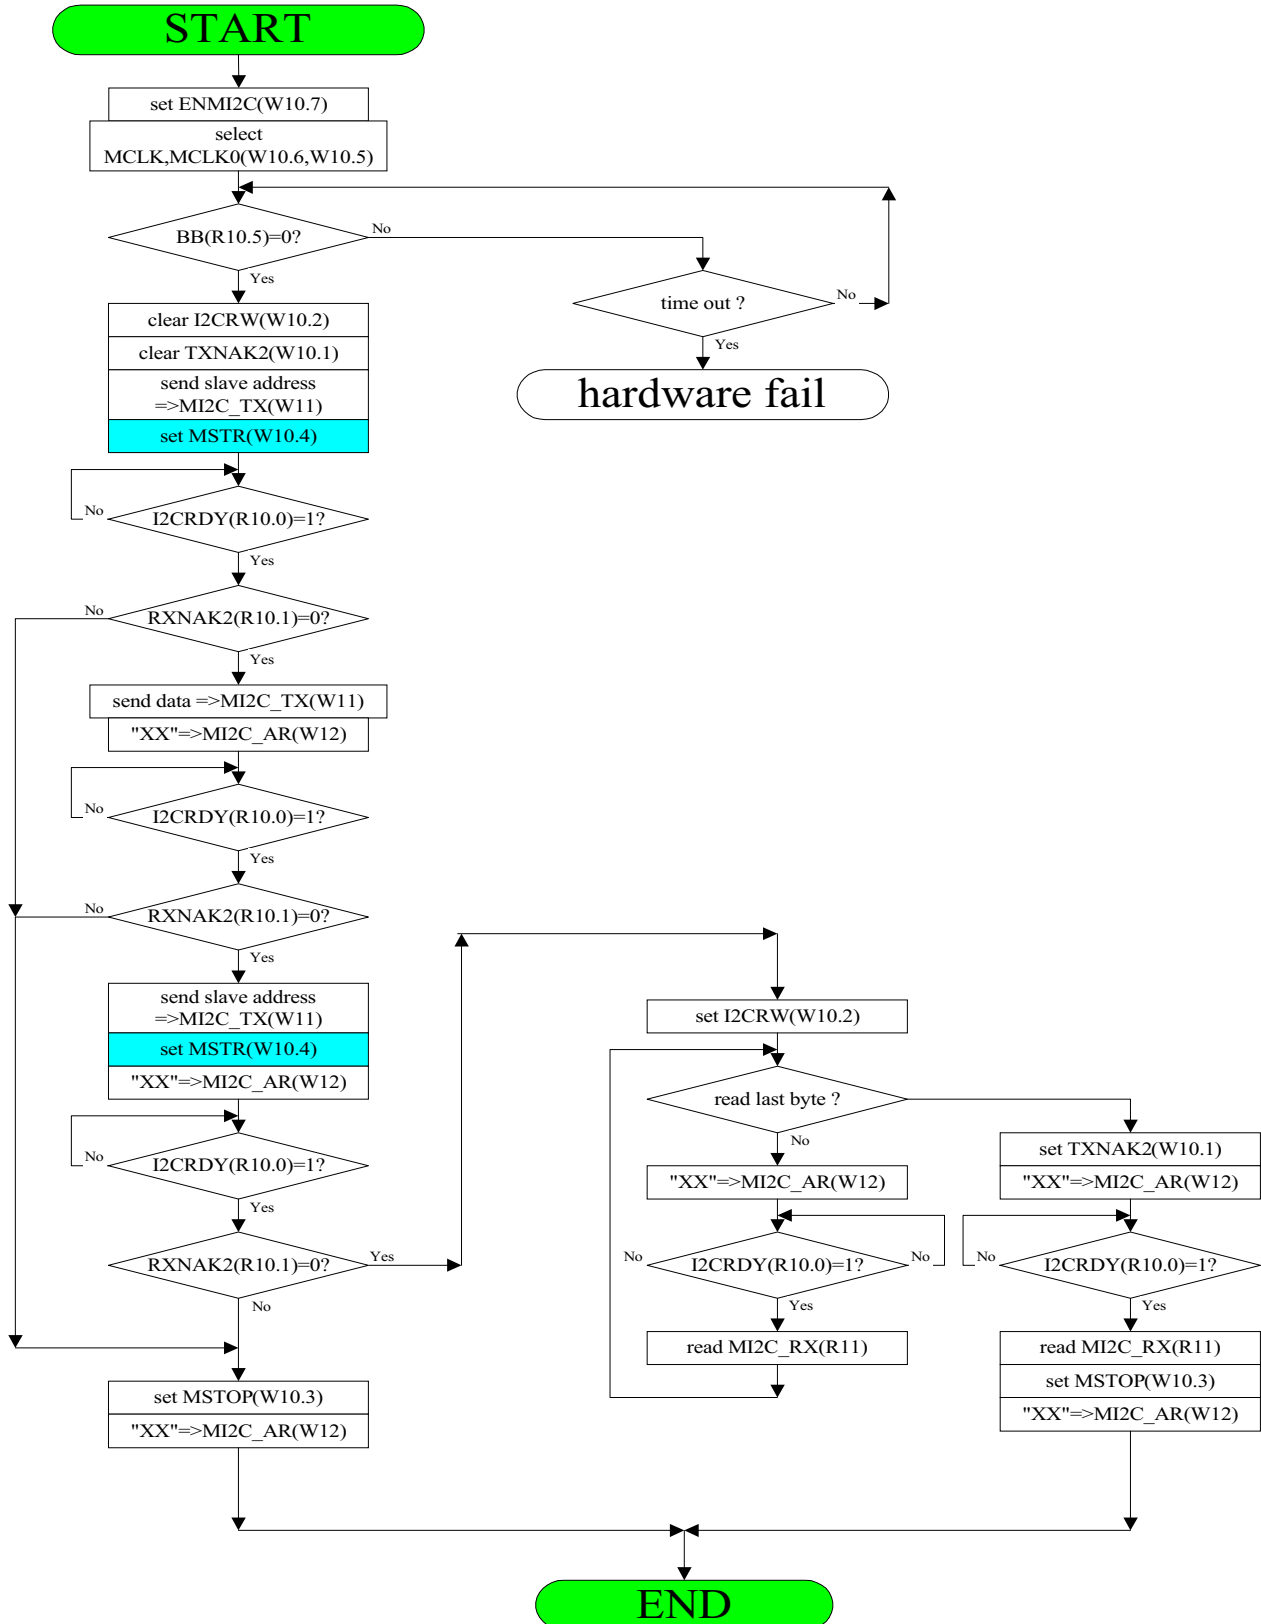 START
set ENMI2C(W10.7)
select
MCLK,MCLK0(W10.6,W10.5)
BB(R10.5)=0?
No
Yes
time out ?
No
Yes
hardware fail
clear I2CRW(W10.2)
clear TXNAK2(W10.1)
send slave address
=>MI2C_TX(W11)
set MSTR(W10.4)
I2CRDY(R10.0)=1?
No
Yes
RXNAK2(R10.1)=0?
No
Yes
send data =>MI2C_TX(W11)
"XX"=>MI2C_AR(W12)
I2CRDY(R10.0)=1?
No
Yes
RXNAK2(R10.1)=0?
No
Yes
send slave address
=>MI2C_TX(W11)
set MSTR(W10.4)
"XX"=>MI2C_AR(W12)
I2CRDY(R10.0)=1?
No
Yes
RXNAK2(R10.1)=0?
Yes
No
set MSTOP(W10.3)
"XX"=>MI2C_AR(W12)
set I2CRW(W10.2)
read last byte ?
No
"XX"=>MI2C_AR(W12)
No
I2CRDY(R10.0)=1?
No
Yes
read MI2C_RX(R11)
set TXNAK2(W10.1)
"XX"=>MI2C_AR(W12)
No
I2CRDY(R10.0)=1?
Yes
read MI2C_RX(R11)
set MSTOP(W10.3)
"XX"=>MI2C_AR(W12)
END